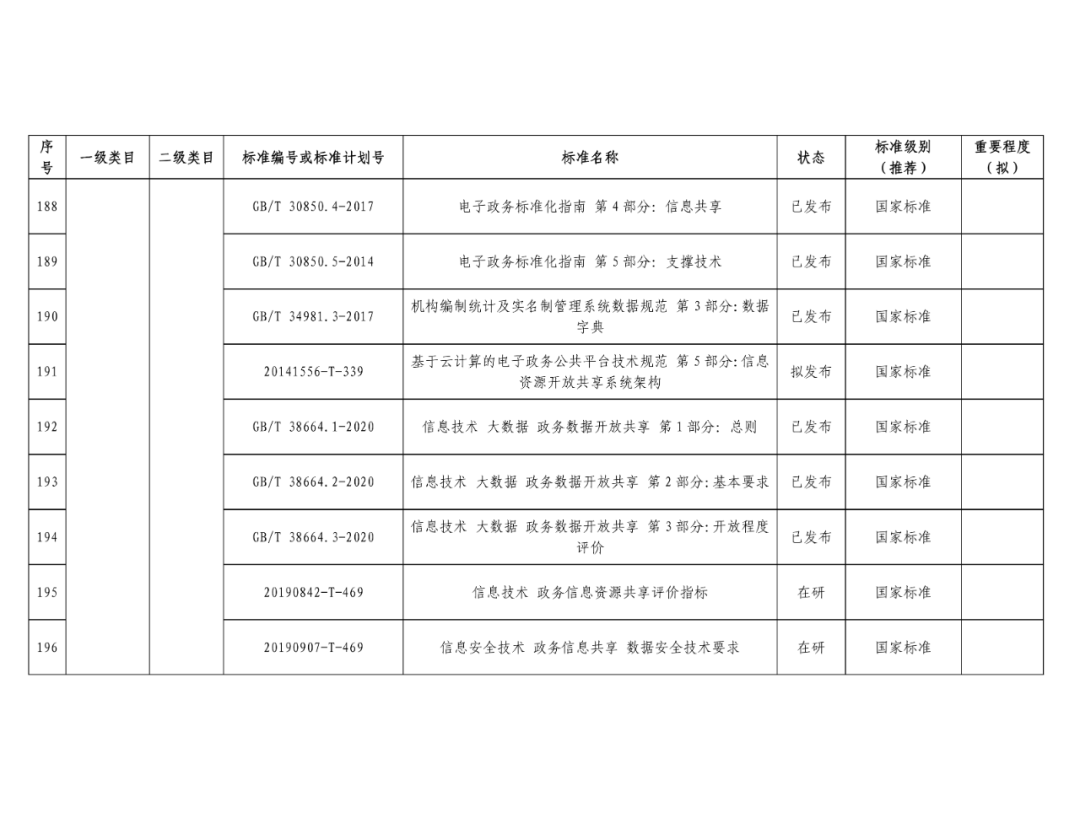 序号 一级类目 二级类目 标准编号或标准计划号 标准名称 状态 标准级别（推荐） 重要程度（拟）
188 GB/T 30850.4-2017 电子政务标准化指南 第4部分：信息共享 已发布 国家标准
189 GB/T 30850.5-2014 电子政务标准化指南 第5部分：支撑技术 已发布 国家标准
190 GB/T 34981.3-2017 机构编制统计及实名制管理系统数据规范 第3部分：数据字典 已发布 国家标准
191 20141556-T-339 基于云计算的电子政务公共平台技术规范 第5部分：信息资源开放共享系统架构 拟发布 国家标准
192 GB/T 38664.1-2020 信息技术 大数据 政务数据开放共享 第1部分：总则 已发布 国家标准
193 GB/T 38664.2-2020 信息技术 大数据 政务数据开放共享 第2部分：基本要求 已发布 国家标准
194 GB/T 38664.3-2020 信息技术 大数据 政务数据开放共享 第3部分：开放程度评价 已发布 国家标准
195 20190842-T-469 信息技术 政务信息资源共享评价指标 在研 国家标准
196 20190907-T-469 信息安全技术 政务信息共享 数据安全技术要求 在研 国家标准